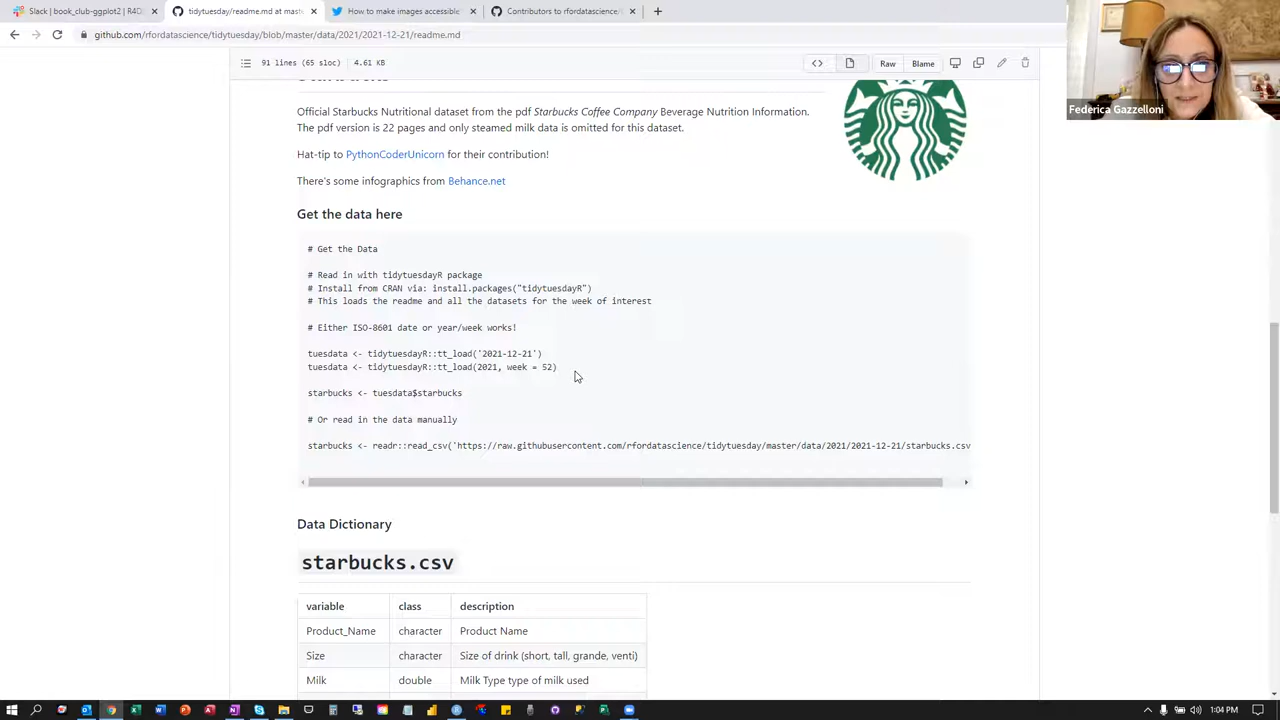 Slack | book_club-ggplot2 | R4D
tidytuesday/readme.md at mast
How to make images accessible
Contributors to rfordatascience/
github.com/rfordatascience/tidytuesday/blob/master/data/2021/2021-12-21/readme.md
91 lines (65 sloc)
4.61 KB
Raw
Blame
Federica Gazzelloni
Official Starbucks Nutritional dataset from the pdf Starbucks Coffee Company Beverage Nutrition Information.
The pdf version is 22 pages and only steamed milk data is omitted for this dataset.
Hat-tip to PythonCoderUnicorn for their contribution!
There's some infographics from Behance.net
Get the data here
# Get the Data
# Read in with tidytuesdayR package
# Install from CRAN via: install.packages("tidytuesdayR")
# This loads the readme and all the datasets for the week of interest
# Either ISO-8601 date or year/week works!
tuesdata <- tidytuesdayR::tt_load('2021-12-21')
tuesdata <- tidytuesdayR::tt_load(2021, week = 52)
starbucks <- tuesdata$starbucks
# Or read in the data manually
starbucks <- readr::read_csv('https://raw.githubusercontent.com/rfordatascience/tidytuesday/master/data/2021/2021-12-21/starbucks.csv
Data Dictionary
starbucks.csv
variable class description
Product_Name character Product Name
Size character Size of drink (short, tall, grande, venti)
Milk double Milk Type type of milk used
1:04 PM